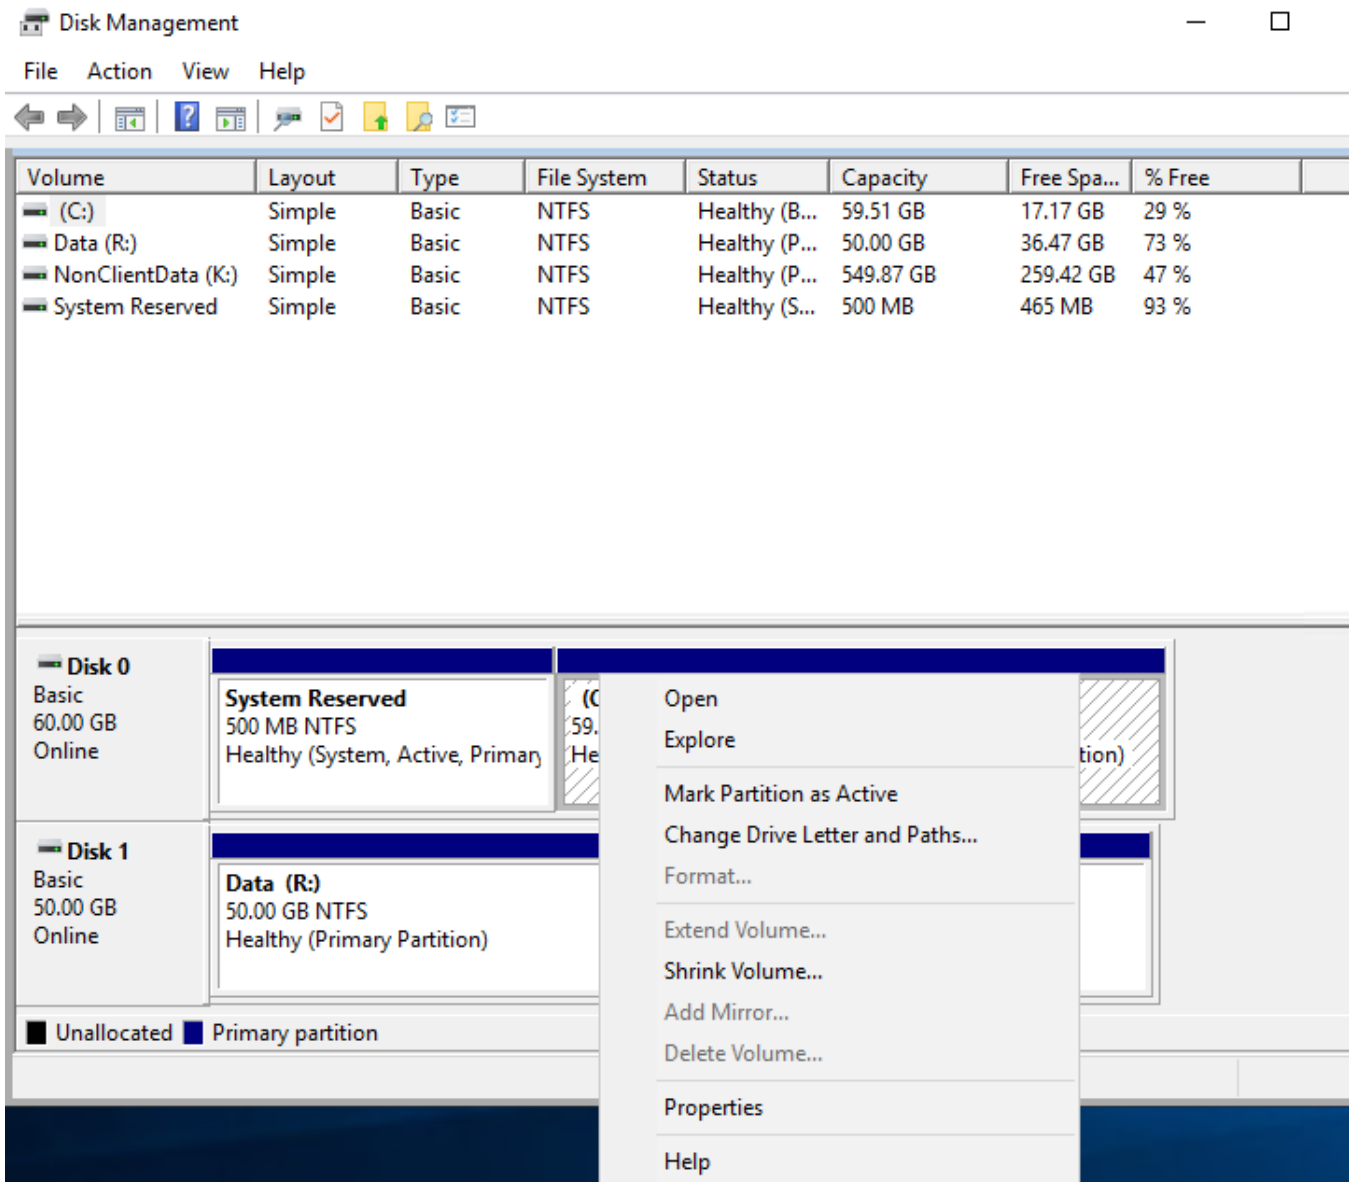 Disk Management
File Action View Help
Volume Layout Type File System Status Capacity Free Spa... % Free
(C:) Simple Basic NTFS Healthy (B... 59.51 GB 17.17 GB 29 %
Data (R:) Simple Basic NTFS Healthy (P... 50.00 GB 36.47 GB 73 %
NonClientData (K:) Simple Basic NTFS Healthy (P... 549.87 GB 259.42 GB 47 %
System Reserved Simple Basic NTFS Healthy (S... 500 MB 465 MB 93 %
Disk 0
Basic
60.00 GB
Online
System Reserved
500 MB NTFS
Healthy (System, Active, Primary
(C
59.
He
tion)
Disk 1
Basic
50.00 GB
Online
Data (R:)
50.00 GB NTFS
Healthy (Primary Partition)
Open
Explore
Mark Partition as Active
Change Drive Letter and Paths...
Format...
Extend Volume...
Shrink Volume...
Add Mirror...
Delete Volume...
Properties
Help
Unallocated Primary partition